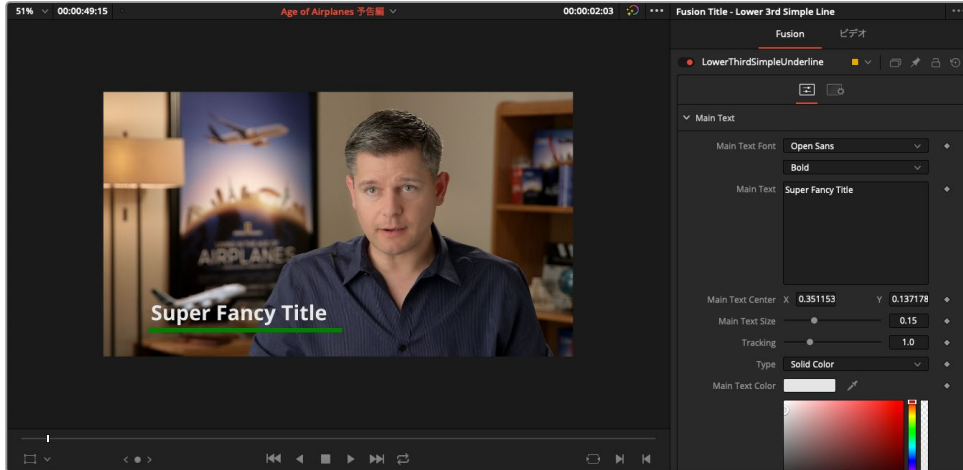 51%
00:00:49:15
Age of Airplanes 予告編
00:00:02:03
Fusion Title - Lower 3rd Simple Line
Fusion
ビデオ
LowerThirdSimpleUnderline
Main Text
Main Text Font
Open Sans
Bold
Main Text
Super Fancy Title
Main Text Center
X
0.351153
Y
0.137178
Main Text Size
0.15
Tracking
1.0
Type
Solid Color
Main Text Color
AIRPLANES
Super Fancy Title